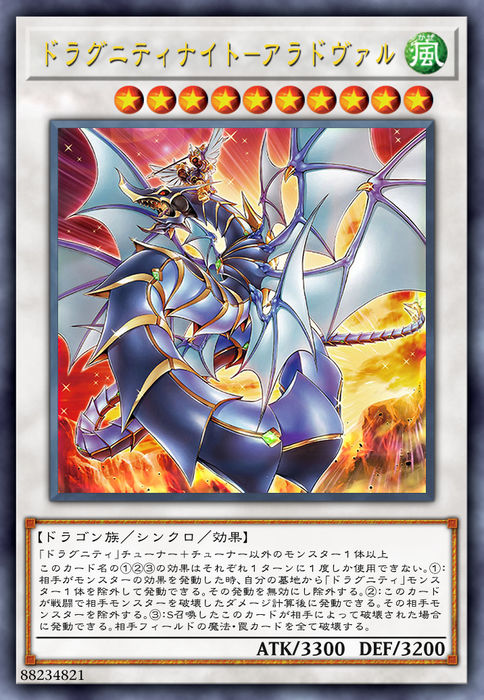 ドラグニティナイト－アラドヴァル
かぜ
風
【ドラゴン族／シンクロ／効果】
「ドラグニティ」チューナー＋チューナー以外のモンスター１体以上
このカード名の①②③の効果はそれぞれ１ターンに１度しか使用できない。①：
相手がモンスターの効果を発動した時、自分の墓地から「ドラグニティ」モンス
ター１体を除外して発動できる。その発動を無効にし除外する。②：このカード
が戦闘で相手モンスターを破壊したダメージ計算後に発動できる。その相手モ
ンスターを除外する。③：S召喚したこのカードが相手によって破壊された場合
に発動できる。相手フィールドの魔法・罠カードを全て破壊する。
ATK/3300 DEF/3200
88234821